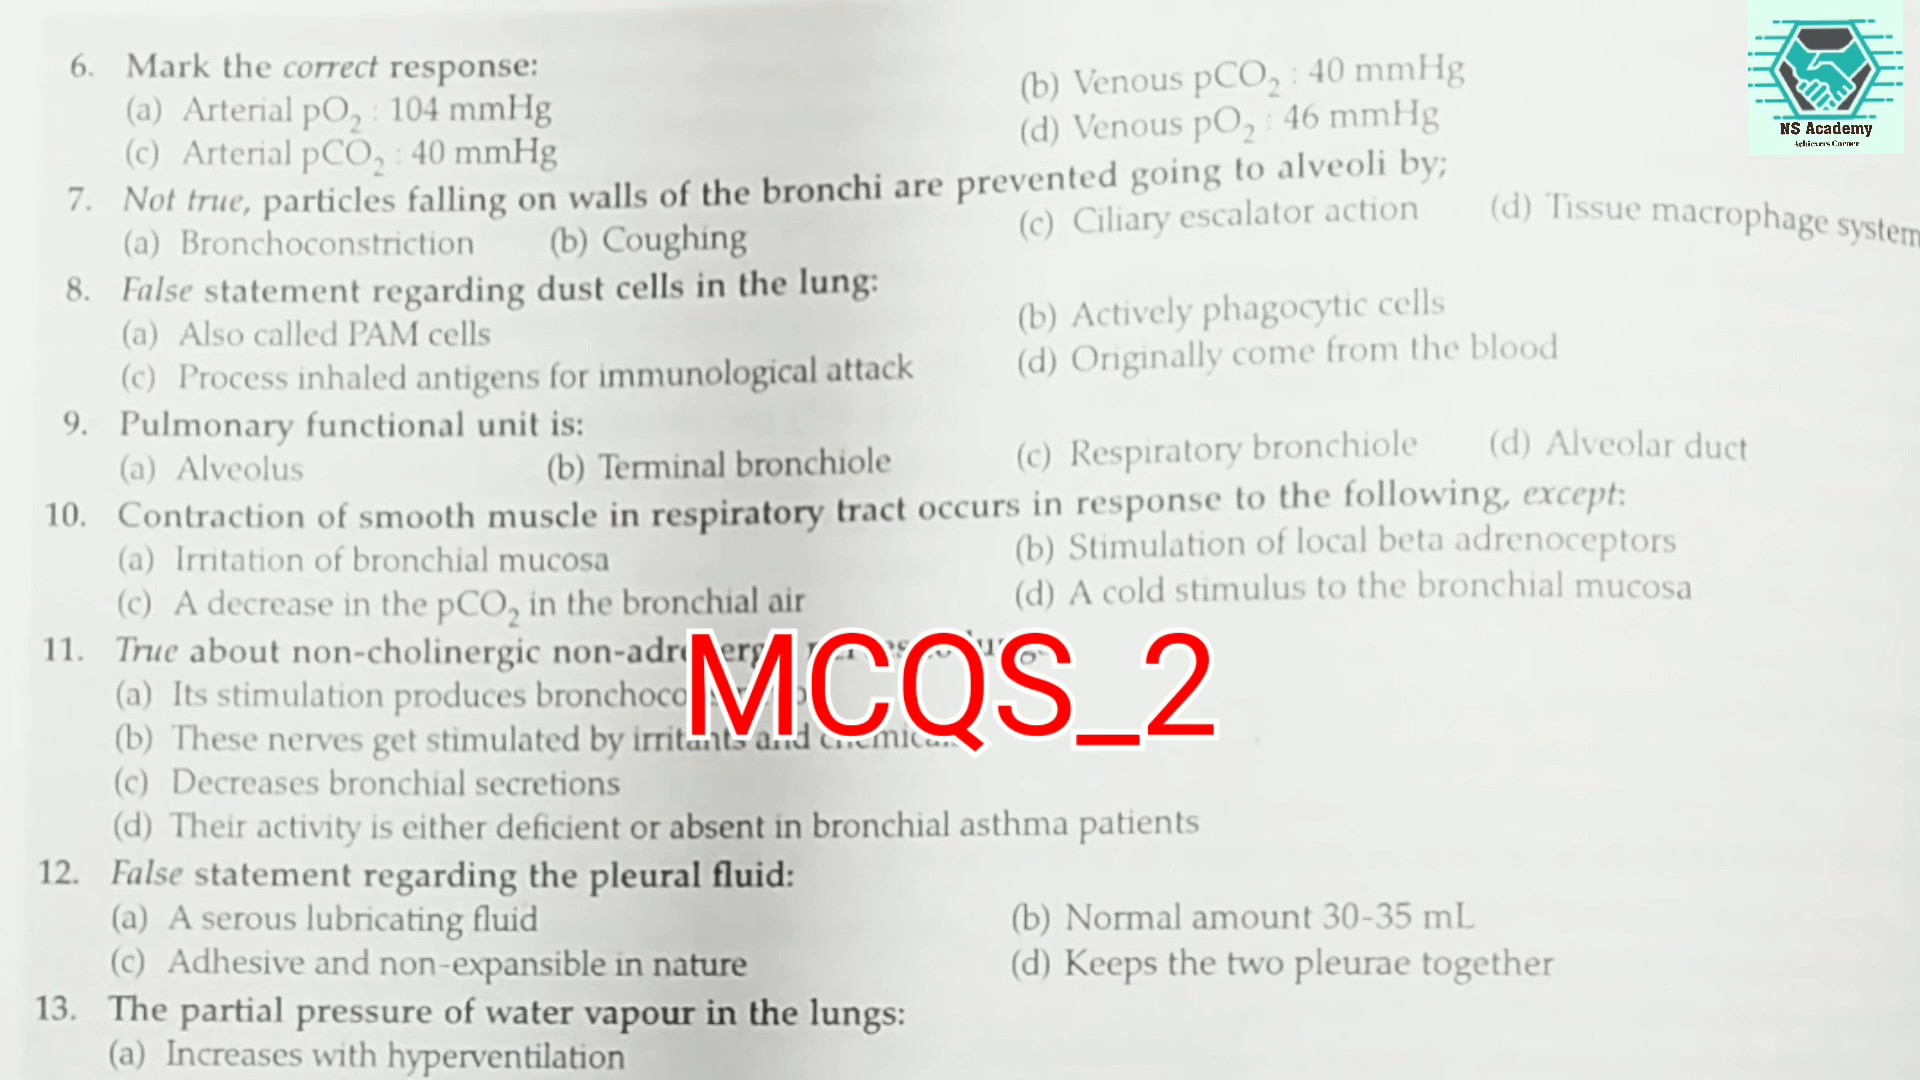 6. Mark the correct response:
(a) Arterial pO₂ : 104 mmHg
(b) Venous pCO₂ : 40 mmHg
(c) Arterial pCO₂ : 40 mmHg
(d) Venous pO₂ : 46 mmHg
7. Not true, particles falling on walls of the bronchi are prevented going to alveoli by;
(a) Bronchoconstriction (b) Coughing (c) Ciliary escalator action (d) Tissue macrophage system
8. False statement regarding dust cells in the lung:
(a) Also called PAM cells
(b) Actively phagocytic cells
(c) Process inhaled antigens for immunological attack
(d) Originally come from the blood
9. Pulmonary functional unit is:
(a) Alveolus (b) Terminal bronchiole (c) Respiratory bronchiole (d) Alveolar duct
10. Contraction of smooth muscle in respiratory tract occurs in response to the following, except:
(a) Irritation of bronchial mucosa
(b) Stimulation of local beta adrenoceptors
(c) A decrease in the pCO₂ in the bronchial air
(d) A cold stimulus to the bronchial mucosa
11. True about non-cholinergic
(a) Its stimulation produces
(b) These nerves get stimulated by irritants and
(c) Decreases bronchial secretions
(d) Their activity is either deficient or absent in bronchial asthma patients
MCQS_2
12. False statement regarding the pleural fluid:
(a) A serous lubricating fluid
(b) Normal amount 30-35 mL
(c) Adhesive and non-expansible in nature
(d) Keeps the two pleurae together
13. The partial pressure of water vapour in the lungs:
(a) Increases with hyperventilation
NS Academy
Achievers Corner